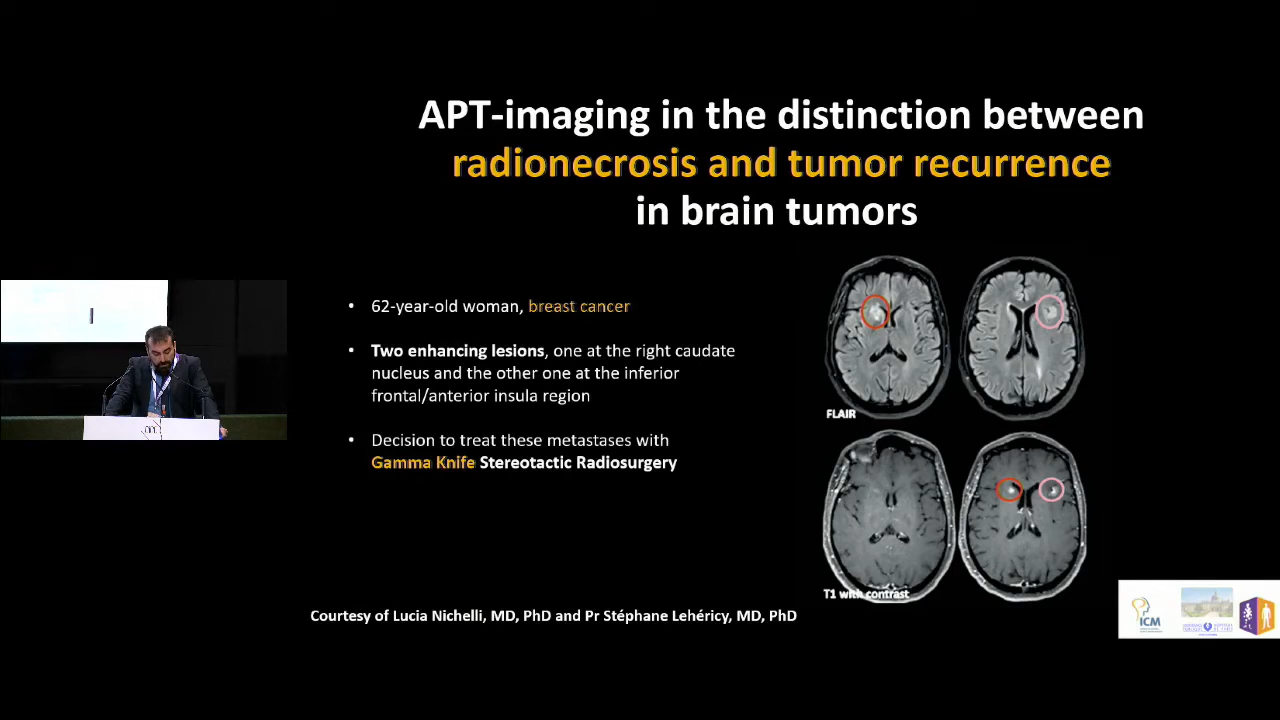 APT-imaging in the distinction between
radionecrosis and tumor recurrence
in brain tumors
• 62-year-old woman, breast cancer
• Two enhancing lesions, one at the right caudate
nucleus and the other one at the inferior
frontal/anterior insula region
• Decision to treat these metastases with
Gamma Knife Stereotactic Radiosurgery
FLAIR
T1 with contrast
Courtesy of Lucia Nichelli, MD, PhD and Pr Stéphane Lehéricy, MD, PhD
ICM